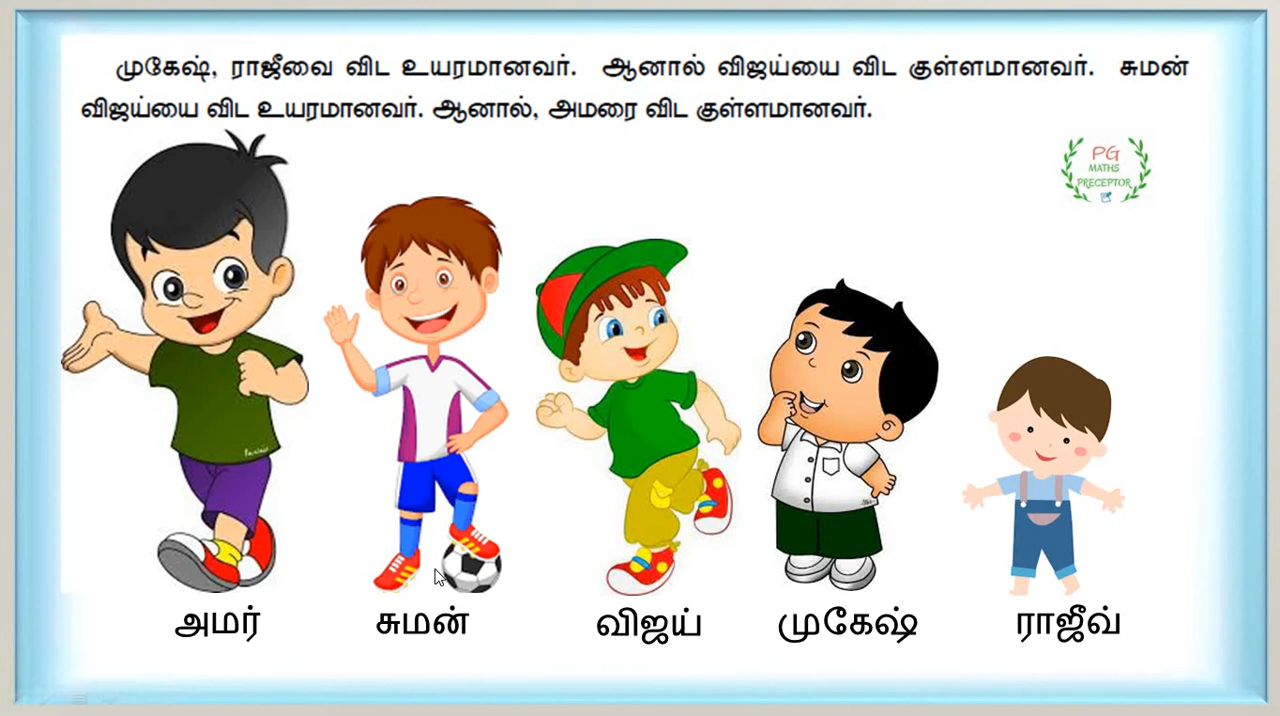 முகேஷ், ராஜீவை விட உயரமானவர். ஆனால் விஜய்யை விட குள்ளமானவர். சுமன்
விஜய்யை விட உயரமானவர். ஆனால், அமரை விட குள்ளமானவர்.
PG
MATHS
PRECEPTOR
அமர் சுமன் விஜய் முகேஷ் ராஜீவ்